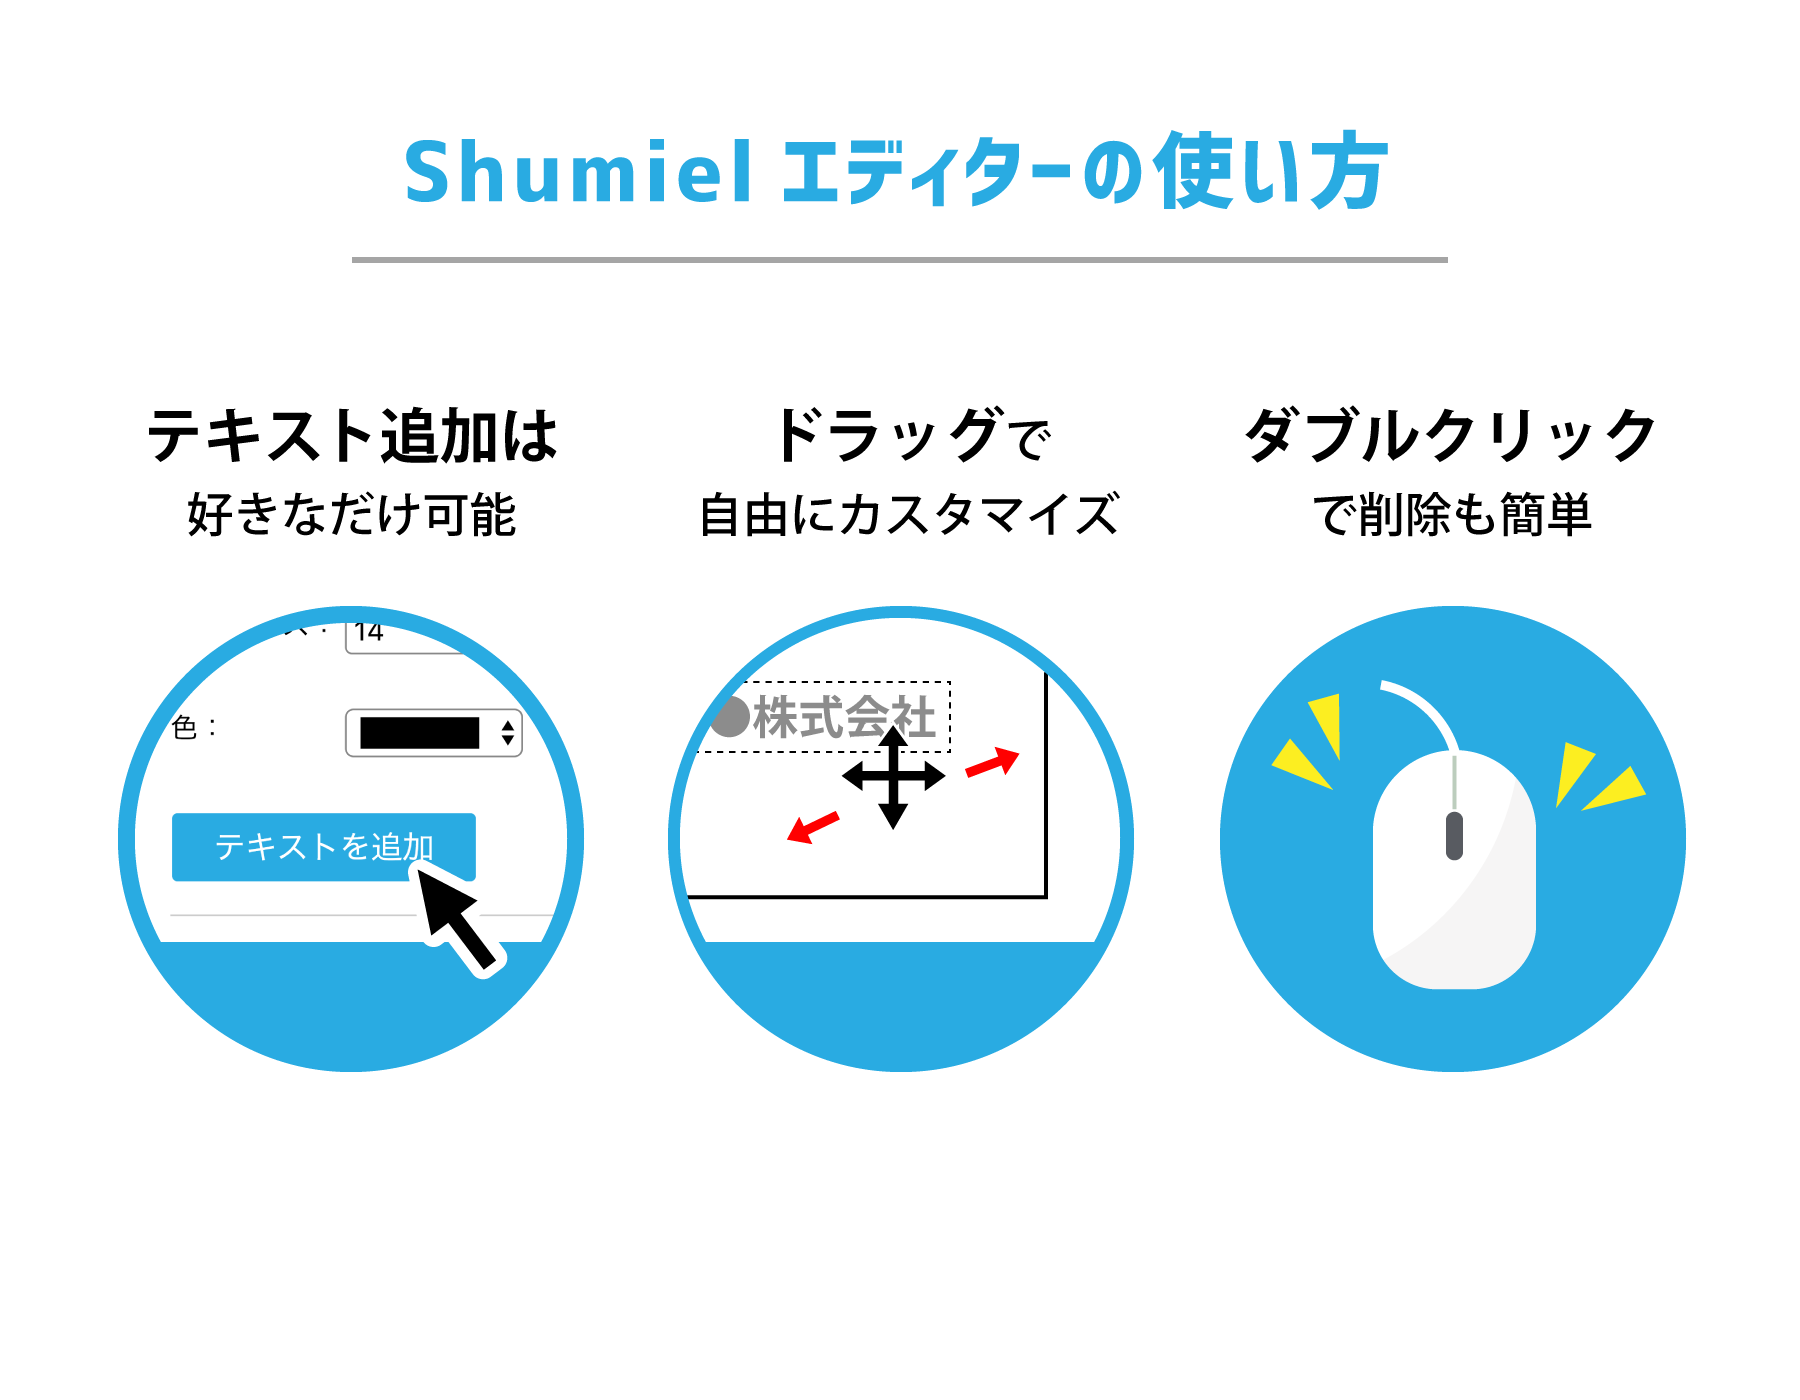 Shumiel エディターの使い方
テキスト追加は
好きなだけ可能
ドラッグで
自由にカスタマイズ
ダブルクリック
で削除も簡単
14
色：
テキストを追加
●株式会社